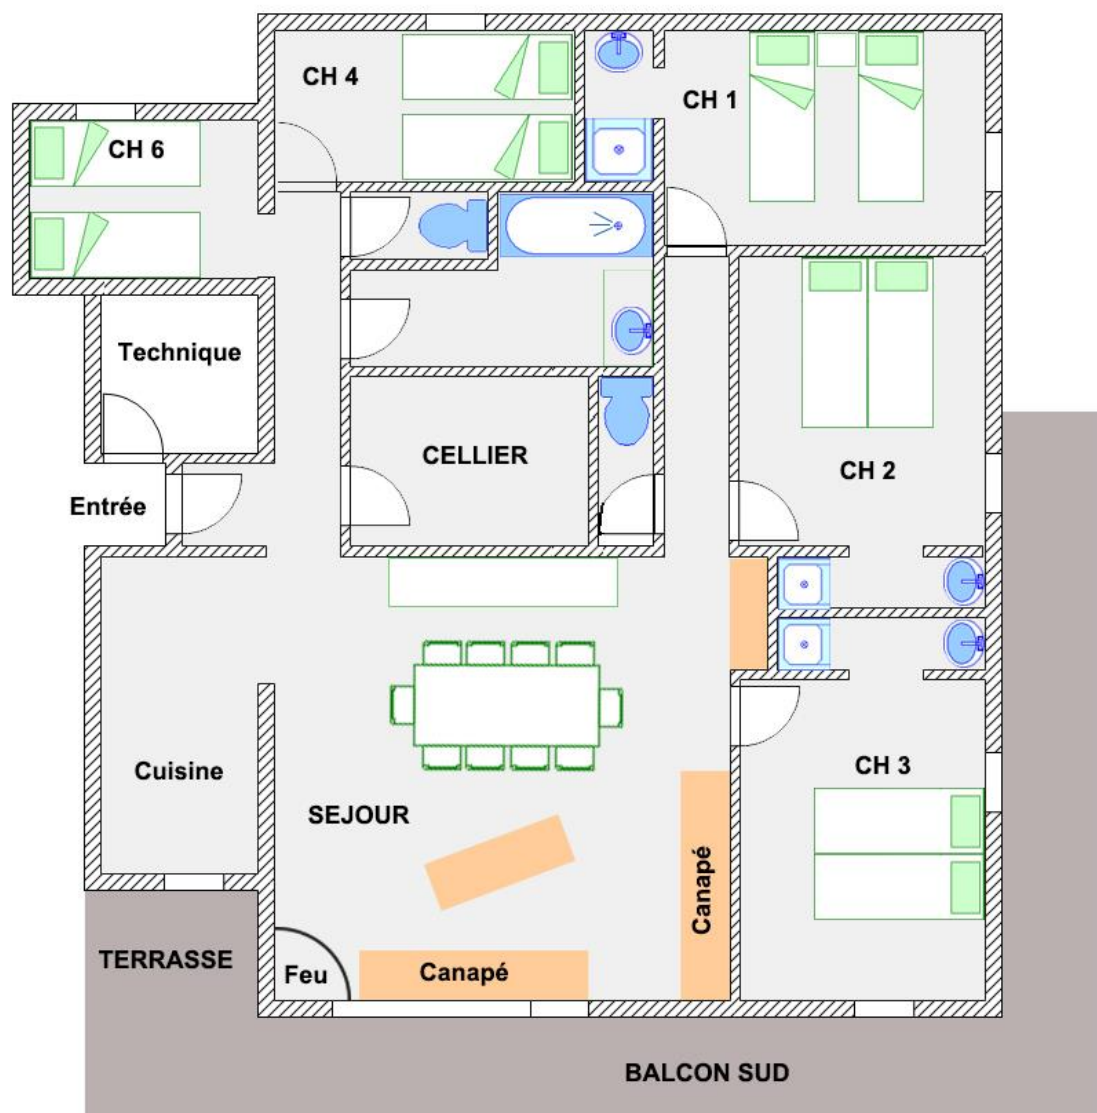 CH 4
CH 1
CH 6
Technique
CELLIER
CH 2
Entrée
Cuisine
CH 3
SEJOUR
Canapé
TERRASSE
Feu
Canapé
BALCON SUD